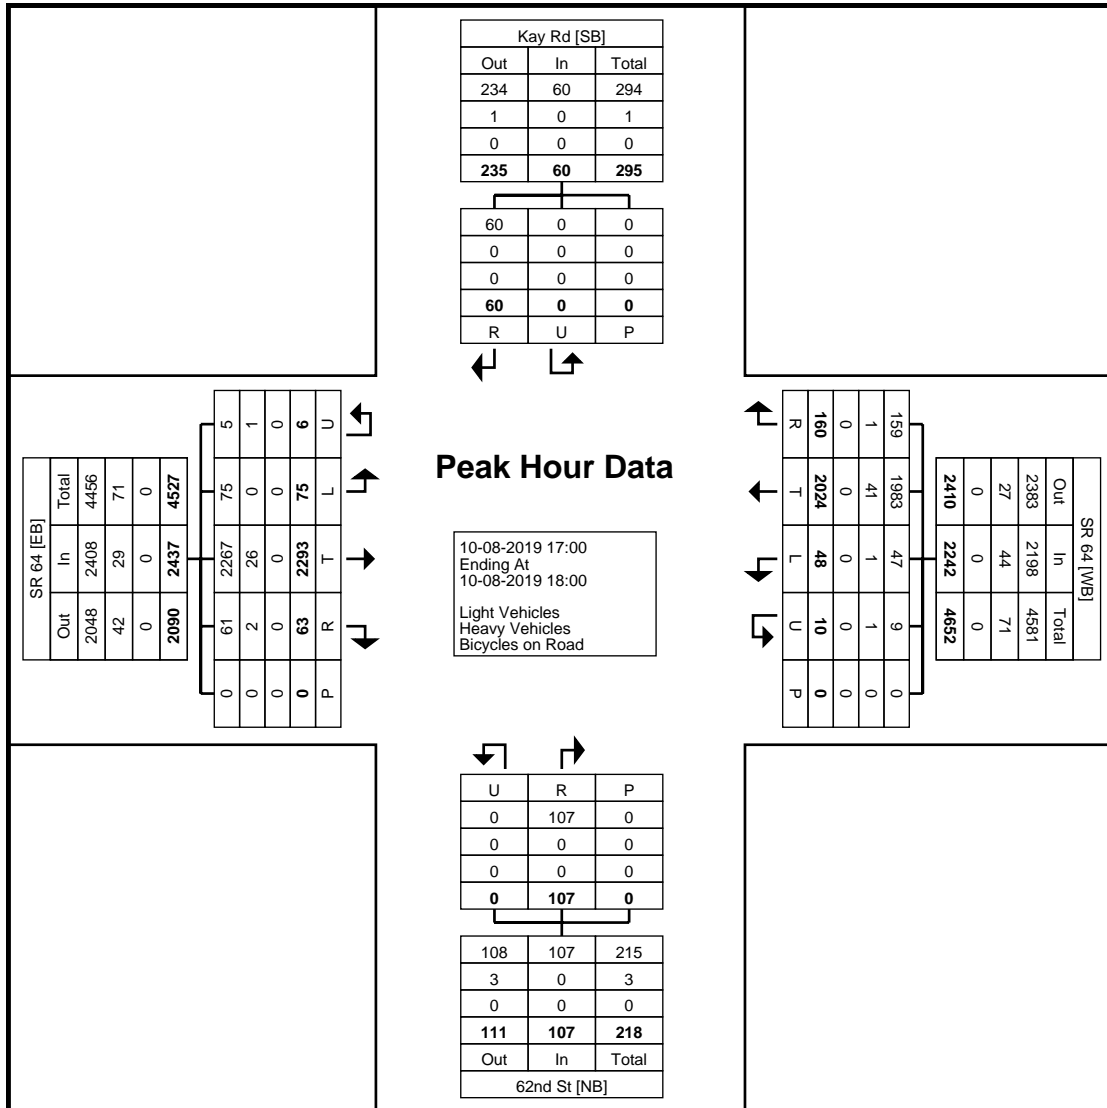 Kay Rd [SB]
Out In Total
234 60 294
1 0 1
0 0 0
235 60 295
60 0 0
0 0 0
0 0 0
60 0 0
R U P
SR 64 [EB]
Total In Out
4456 2408 2048
71 29 42
0 0 0
4527 2437 2090
5 75 2267 61 0
1 0 26 2 0
0 0 0 0 0
6 75 2293 63 0
U L T R P
Peak Hour Data
10-08-2019 17:00
Ending At
10-08-2019 18:00
Light Vehicles
Heavy Vehicles
Bicycles on Road
R T L U P
160 2024 48 10 0
0 0 0 0 0
1 41 1 1 0
159 1983 47 9 0
SR 64 [WB]
Out In Total
2383 2198 4581
27 44 71
0 0 0
2410 2242 4652
U R P
0 107 0
0 0 0
0 0 0
0 107 0
108 107 215
3 0 3
0 0 0
111 107 218
Out In Total
62nd St [NB]